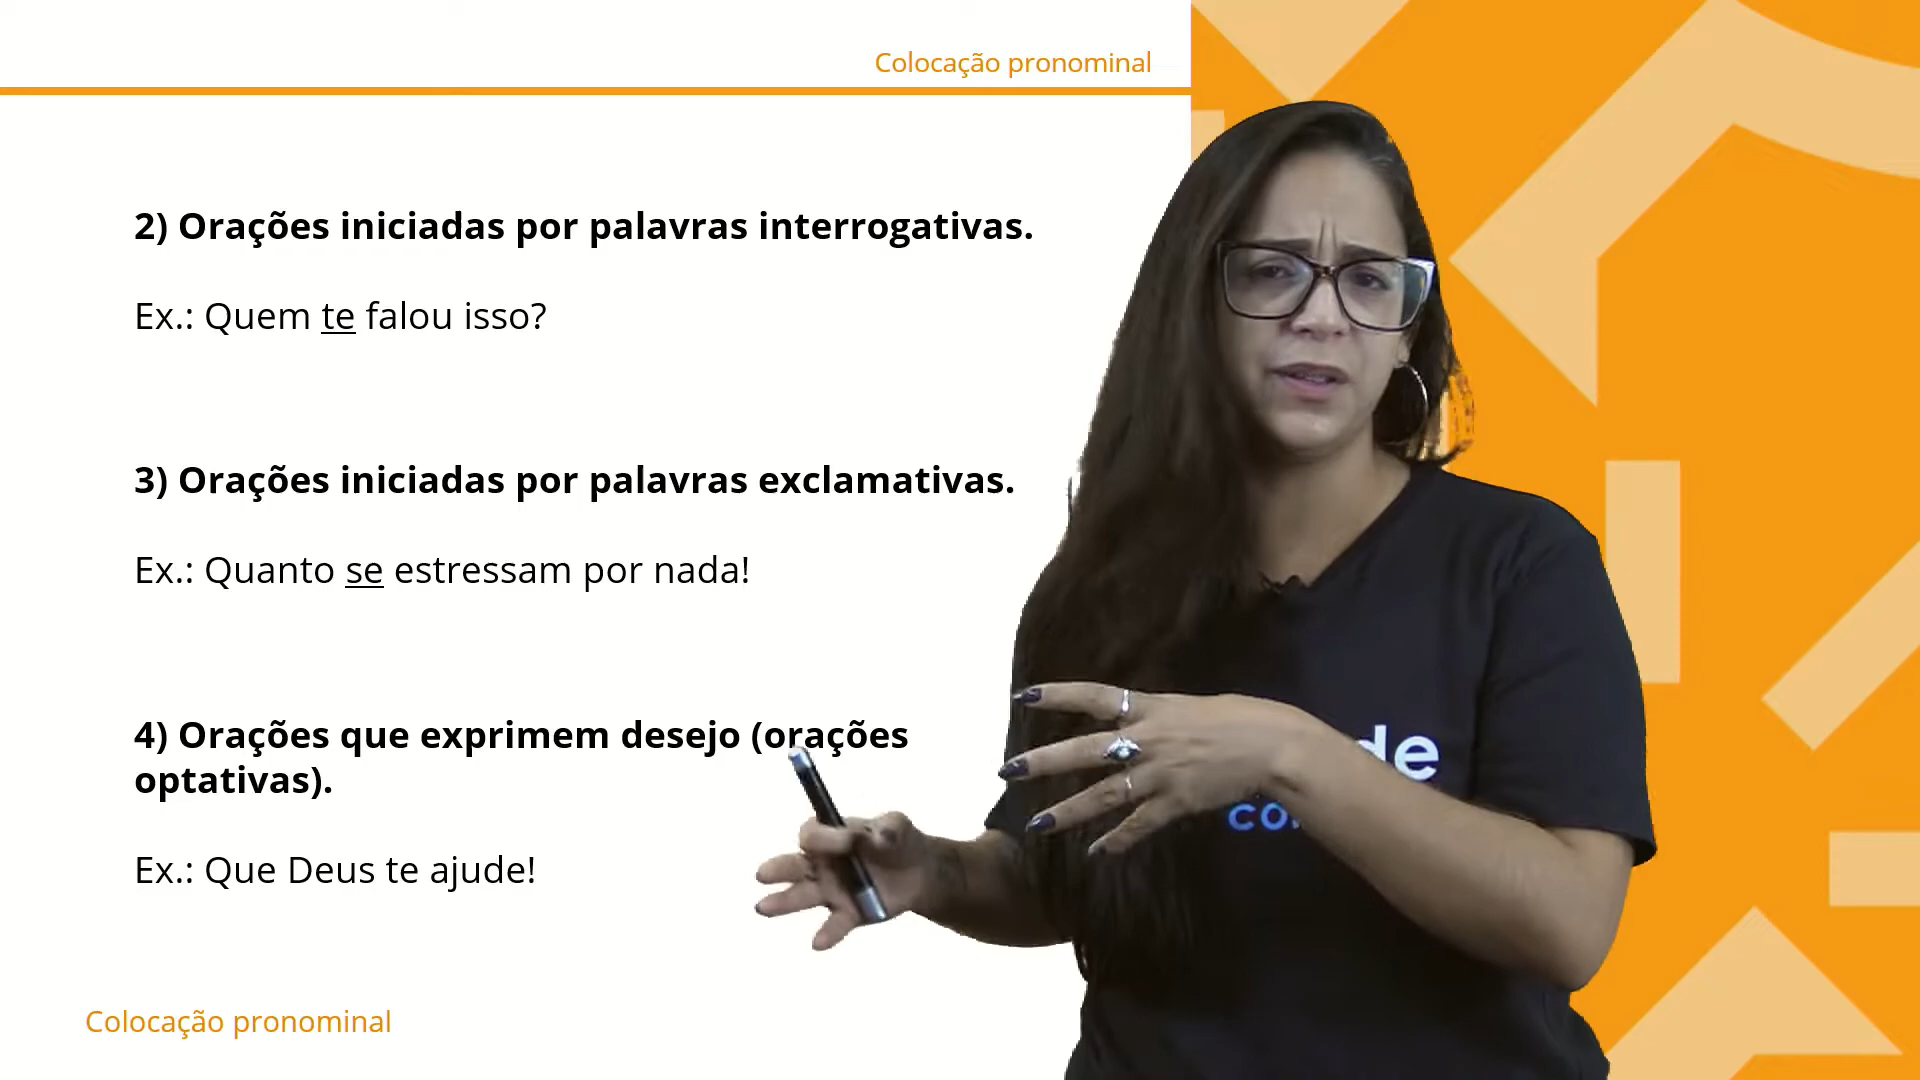 Colocação pronominal
2) Orações iniciadas por palavras interrogativas.
Ex.: Quem te falou isso?
3) Orações iniciadas por palavras exclamativas.
Ex.: Quanto se estressam por nada!
4) Orações que exprimem desejo (orações
optativas).
Ex.: Que Deus te ajude!
Colocação pronominal